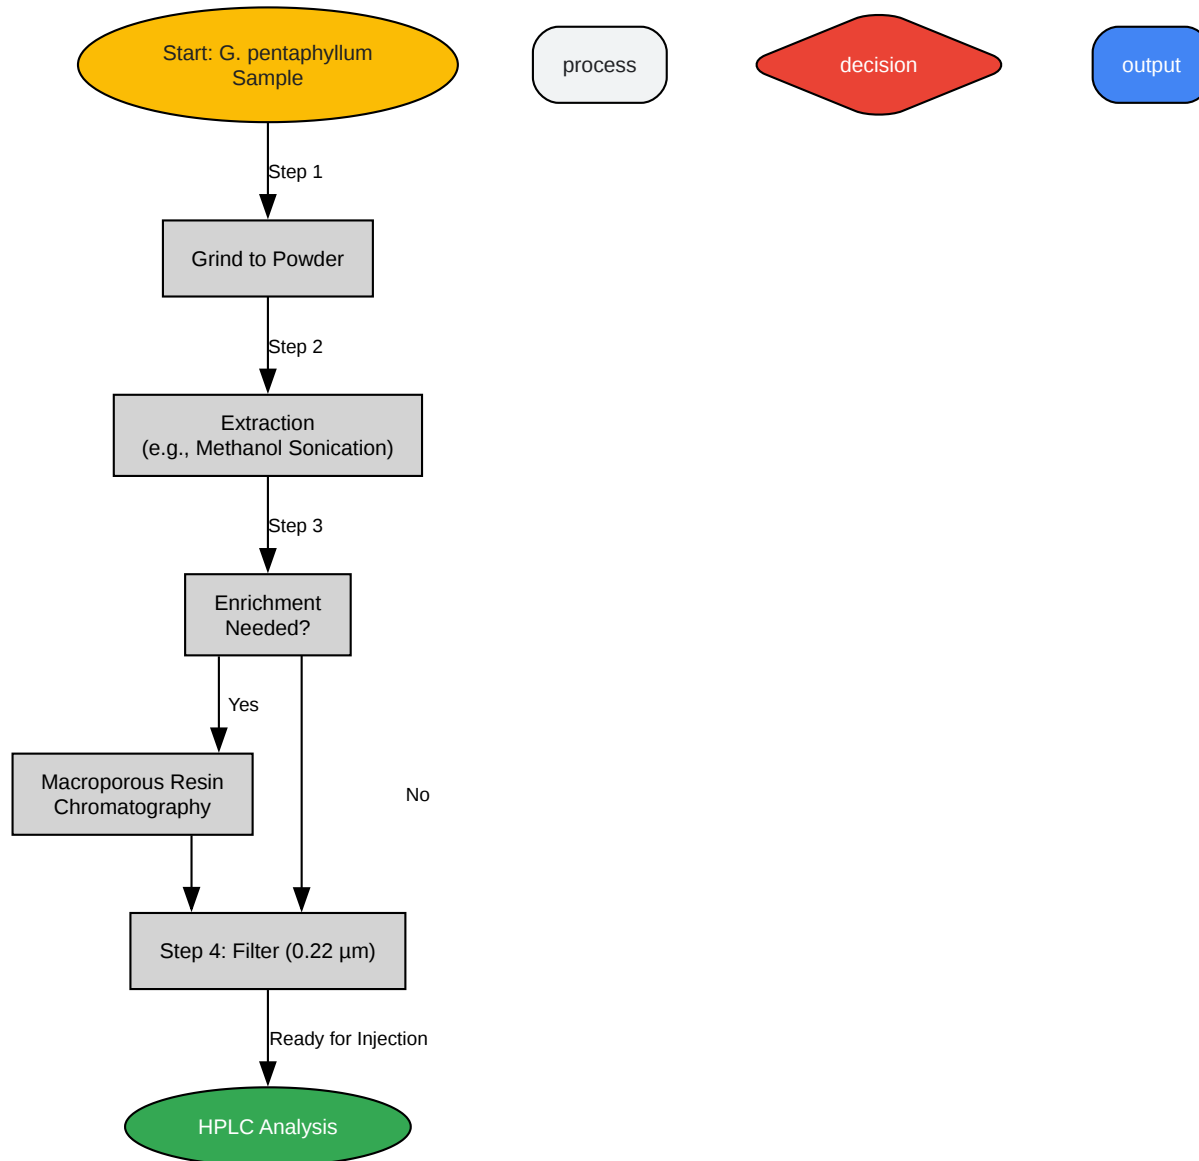 Start: G. pentaphyllum
Sample
process
decision
output
Step 1
Grind to Powder
Step 2
Extraction
(e.g., Methanol Sonication)
Step 3
Enrichment
Needed?
Yes
Macroporous Resin
Chromatography
No
Step 4: Filter (0.22 µm)
Ready for Injection
HPLC Analysis